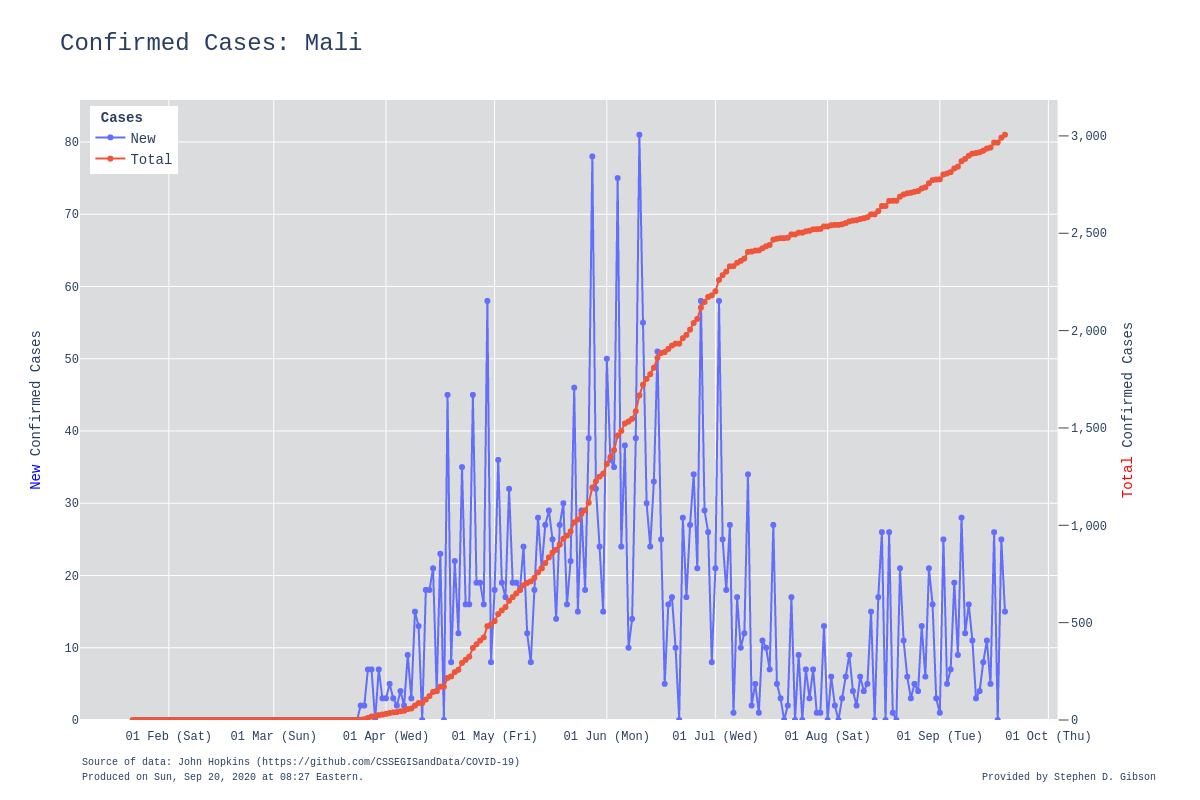 Confirmed Cases: Mali
Cases
New
Total
80
70
60
50
40
30
20
10
0
New Confirmed Cases
3,000
2,500
2,000
1,500
1,000
500
0
Total Confirmed Cases
01 Feb (Sat)
01 Mar (Sun)
01 Apr (Wed)
01 May (Fri)
01 Jun (Mon)
01 Jul (Wed)
01 Aug (Sat)
01 Sep (Tue)
01 Oct (Thu)
Source of data: John Hopkins (https://github.com/CSSEGISandData/COVID-19)
Produced on Sun, Sep 20, 2020 at 08:27 Eastern.
Provided by Stephen D. Gibson